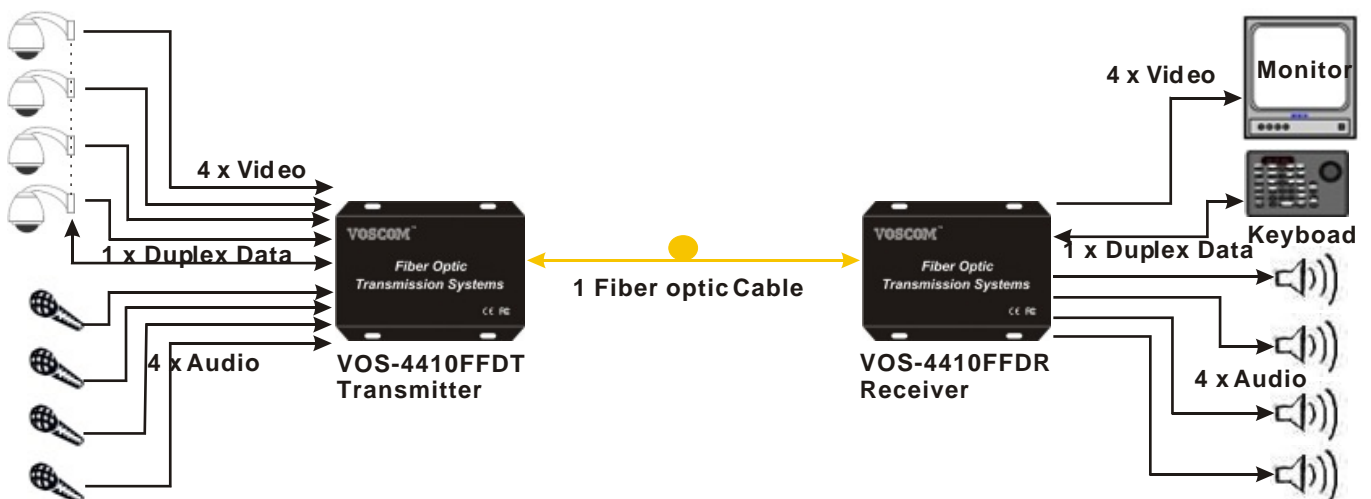 4 x Video
1 x Duplex Data
4 x Audio
VOSCOM™
Fiber Optic
Transmission Systems
CE FC
VOS-4410FFDT
Transmitter
1 Fiber optic Cable
VOSCOM™
Fiber Optic
Transmission Systems
CE FC
VOS-4410FFDR
Receiver
4 x Video
Monitor
1 x Duplex Data
Keyboad
4 x Audio